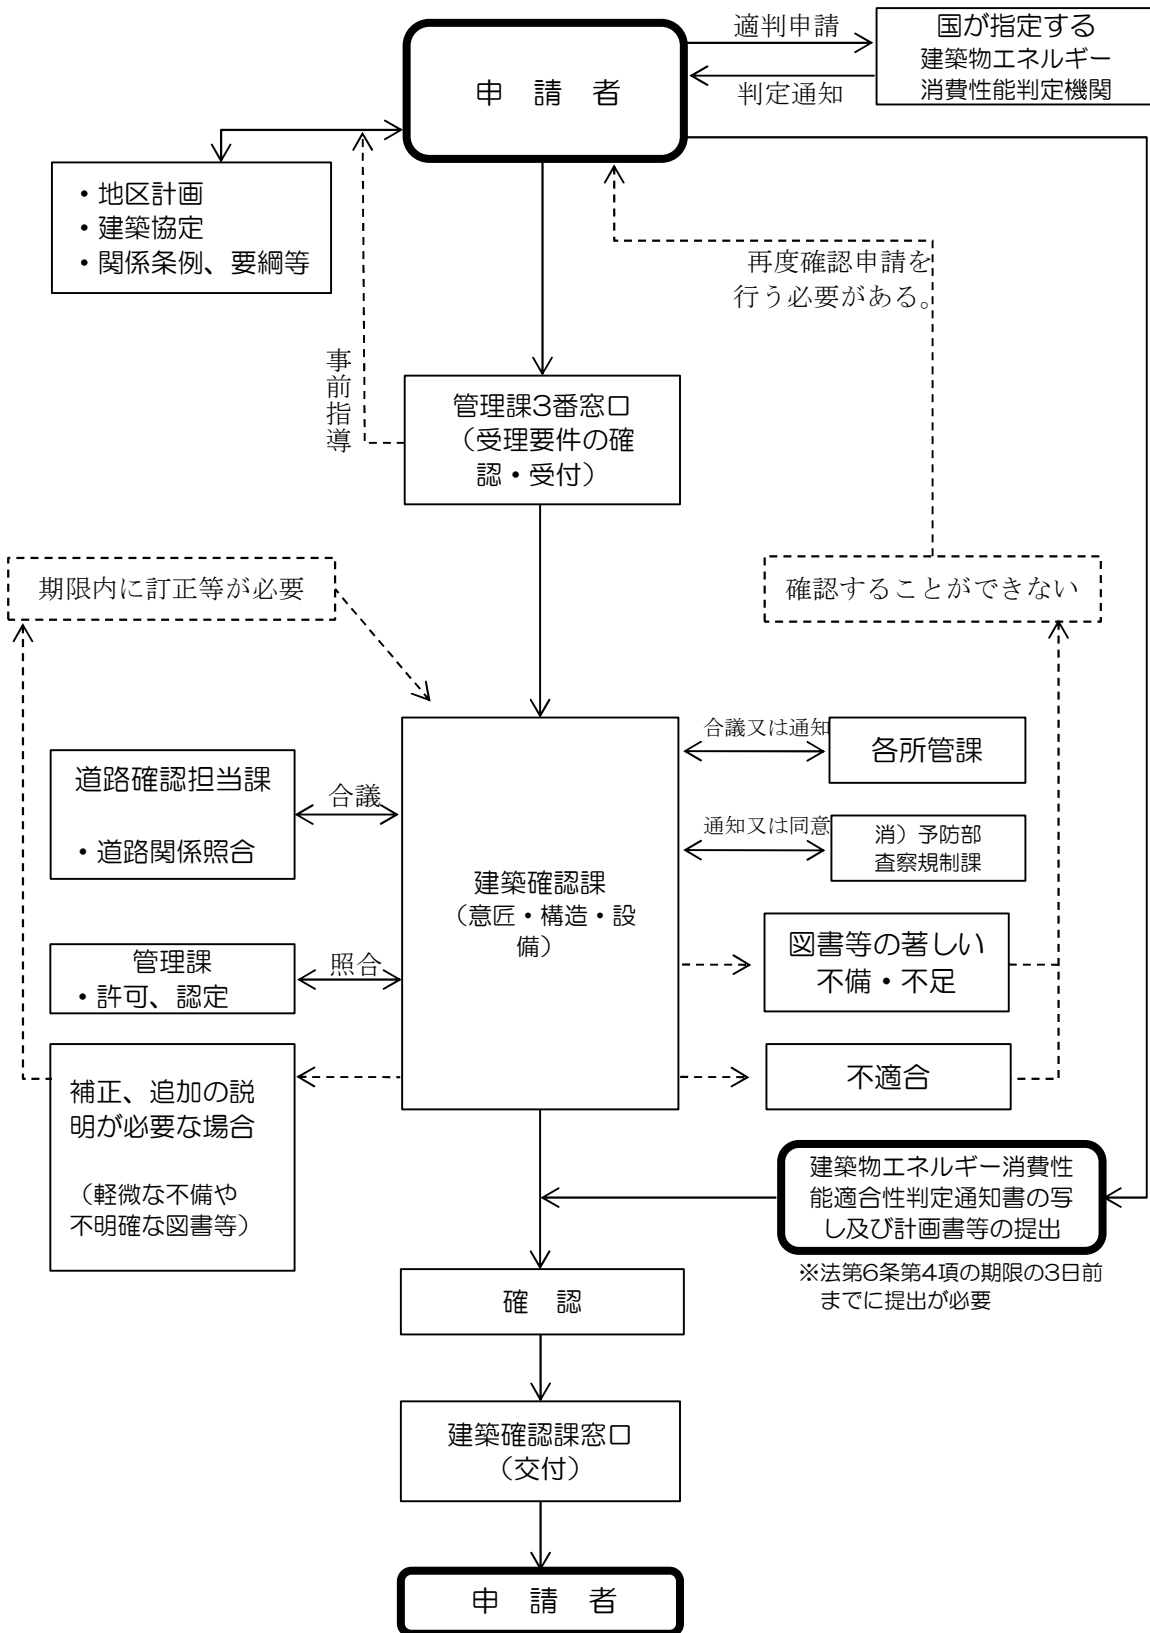 適判申請
国が指定する
建築物エネルギー
消費性能判定機関
申　請　者
判定通知
・地区計画
・建築協定
・関係条例、要綱等
再度確認申請を
行う必要がある。
事前指導
管理課3番窓口
（受理要件の確
認・受付）
期限内に訂正等が必要
確認することができない
合議又は通知
各所管課
道路確認担当課
・道路関係照合
合議
通知又は同意
消）予防部
査察規制課
建築確認課
（意匠・構造・設
備）
図書等の著しい
不備・不足
管理課
・許可、認定
照合
不適合
補正、追加の説
明が必要な場合
（軽微な不備や
不明確な図書等）
建築物エネルギー消費性
能適合性判定通知書の写
し及び計画書等の提出
※法第6条第4項の期限の3日前
までに提出が必要
確　認
建築確認課窓口
（交付）
申　請　者